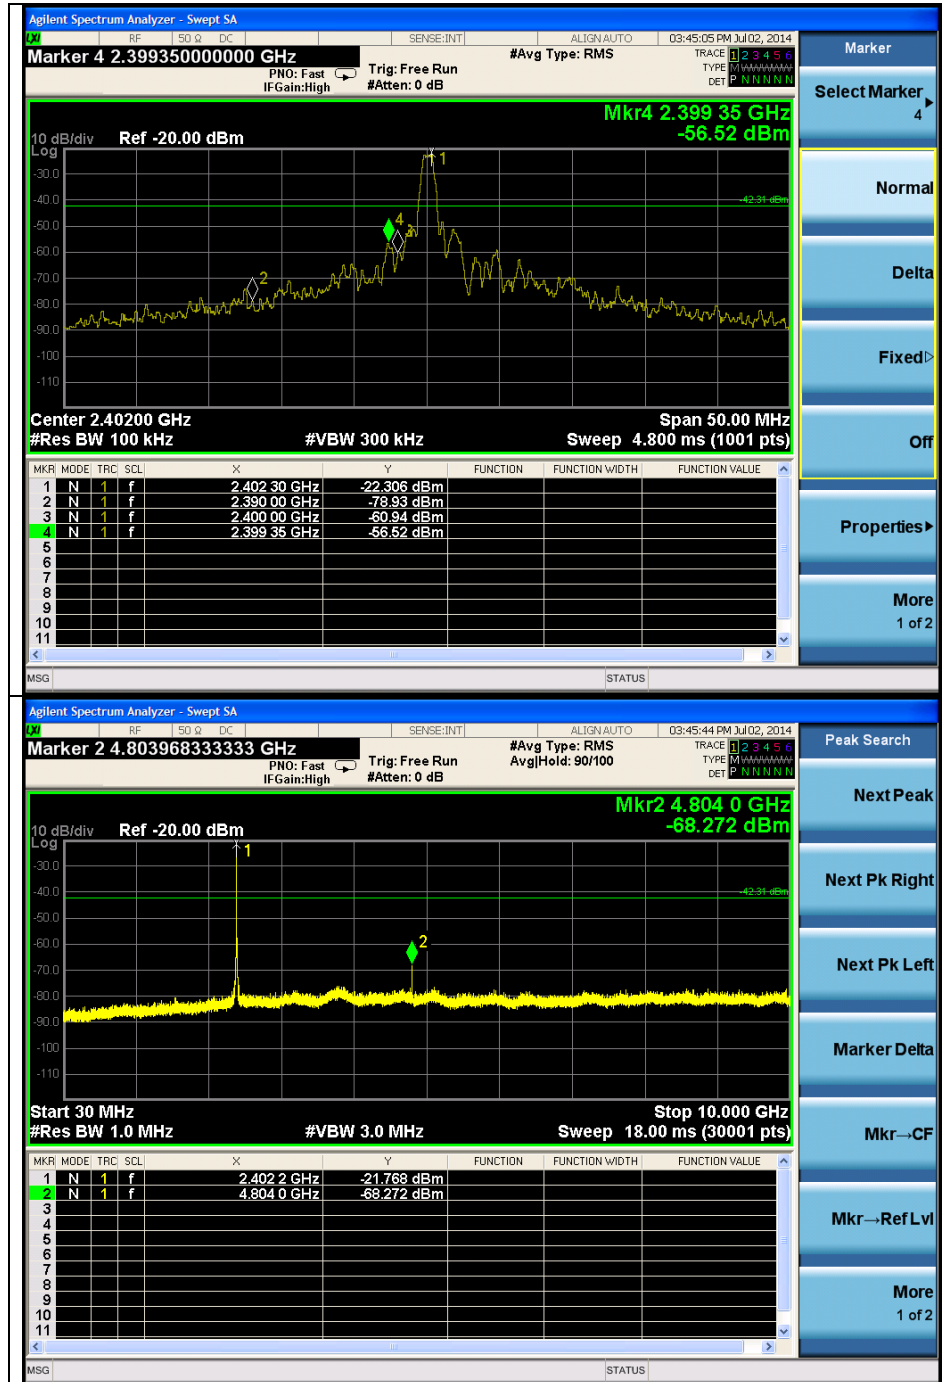 Agilent Spectrum Analyzer - Swept SA
LXI RF 50 Ω DC SENSE:INT ALIGN AUTO 03:45:05 PM Jul 02, 2014
Marker 4 2.399350000000 GHz
PNO: Fast
IFGain:High
Trig: Free Run
#Atten: 0 dB
#Avg Type: RMS
TRACE 1 2 3 4 5 6
TYPE M WWWWW
DET P N N N N N
Mkr4 2.399 35 GHz
-56.52 dBm
10 dB/div Ref -20.00 dBm
Log
-30.0
-40.0
-50.0
-60.0
-70.0
-80.0
-90.0
-100
-110
-42.31 dBm
1
4
3
2
Center 2.40200 GHz Span 50.00 MHz
#Res BW 100 kHz #VBW 300 kHz Sweep 4.800 ms (1001 pts)
MKR MODE TRC SCL X Y FUNCTION FUNCTION WIDTH FUNCTION VALUE
1 N 1 f 2.402 30 GHz -22.306 dBm
2 N 1 f 2.390 00 GHz -78.93 dBm
3 N 1 f 2.400 00 GHz -60.94 dBm
4 N 1 f 2.399 35 GHz -56.52 dBm
5
6
7
8
9
10
11
MSG STATUS
Marker
Select Marker
4
Normal
Delta
Fixed
Off
Properties
More
1 of 2
Agilent Spectrum Analyzer - Swept SA
LXI RF 50 Ω DC SENSE:INT ALIGN AUTO 03:45:44 PM Jul 02, 2014
Marker 2 4.803968333333 GHz
PNO: Fast
IFGain:High
Trig: Free Run
#Atten: 0 dB
#Avg Type: RMS
Avg|Hold: 90/100
TRACE 1 2 3 4 5 6
TYPE M WWWWW
DET P N N N N N
Mkr2 4.804 0 GHz
-68.272 dBm
10 dB/div Ref -20.00 dBm
Log
-30.0
-40.0
-50.0
-60.0
-70.0
-80.0
-90.0
-100
-110
-42.31 dBm
1
2
Start 30 MHz Stop 10.000 GHz
#Res BW 1.0 MHz #VBW 3.0 MHz Sweep 18.00 ms (30001 pts)
MKR MODE TRC SCL X Y FUNCTION FUNCTION WIDTH FUNCTION VALUE
1 N 1 f 2.402 2 GHz -21.768 dBm
2 N 1 f 4.804 0 GHz -68.272 dBm
3
4
5
6
7
8
9
10
11
MSG STATUS
Peak Search
Next Peak
Next Pk Right
Next Pk Left
Marker Delta
Mkr→CF
Mkr→Ref Lvl
More
1 of 2